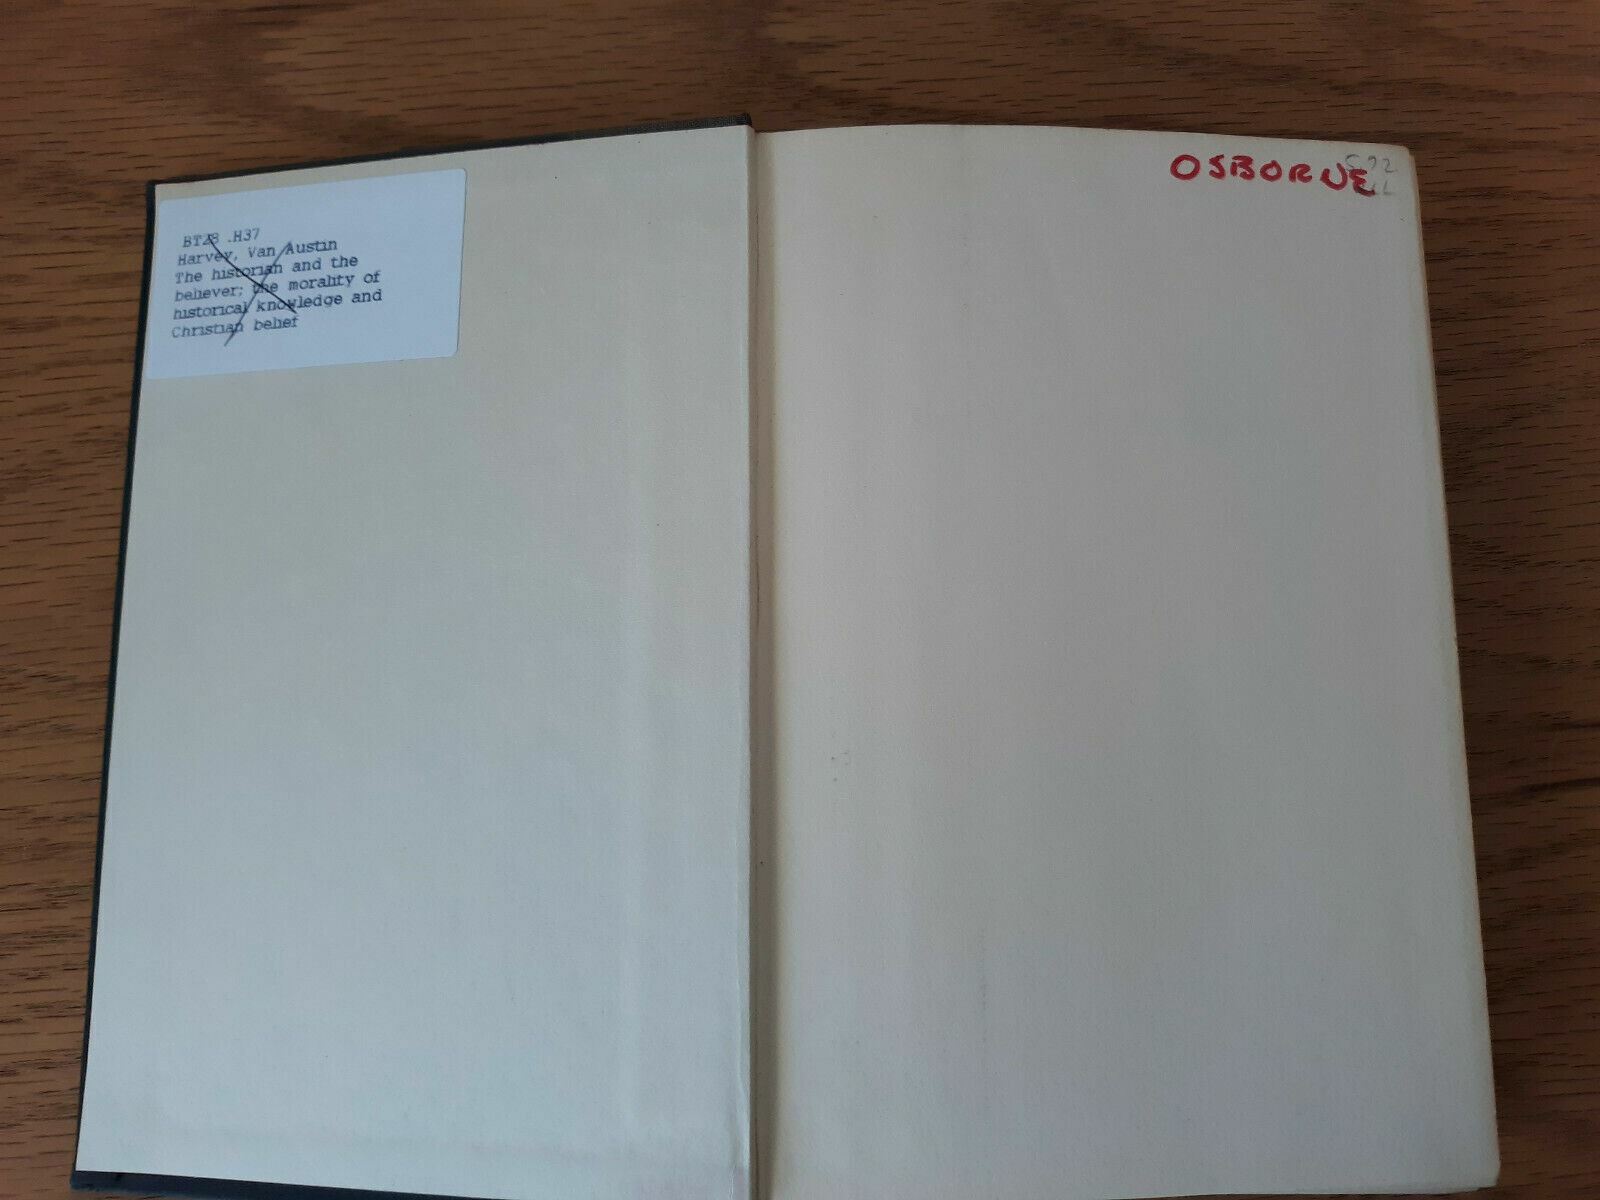 BT28 .H37
Harvey, Van Austin
The historian and the
believer; the morality of
historical knowledge and
Christian belief
OSBORNE